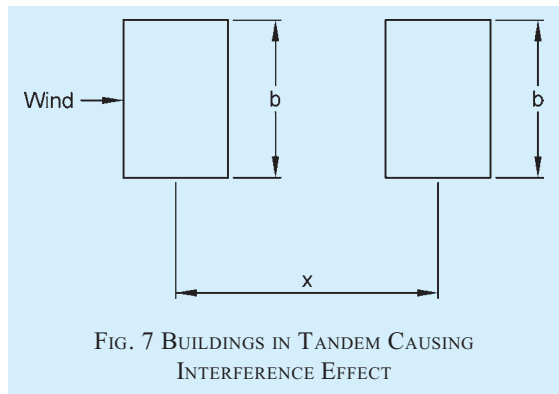 Wind
b
b
x
FIG. 7 BUILDINGS IN TANDEM CAUSING
INTERFERENCE EFFECT